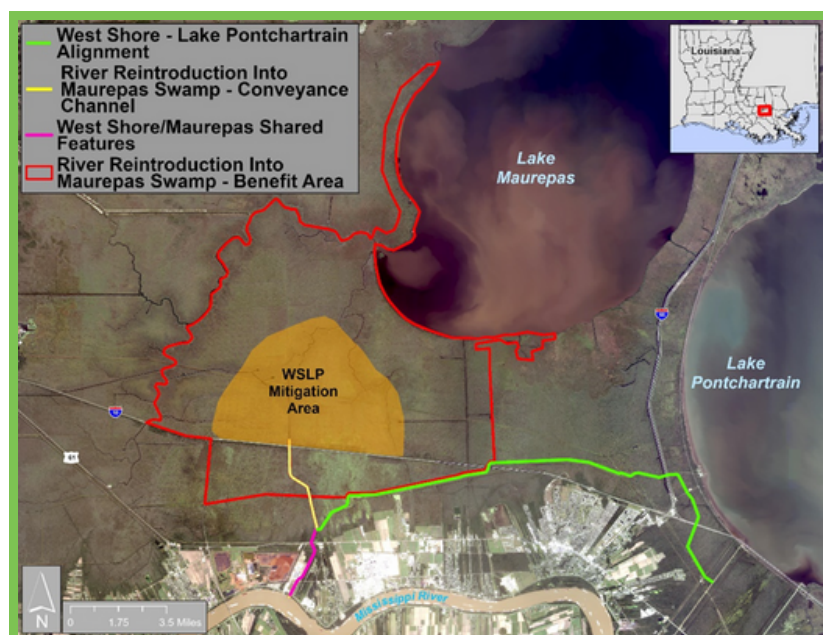 West Shore - Lake Pontchartrain
Alignment
River Reintroduction Into
Maurepas Swamp - Conveyance
Channel
West Shore/Maurepas Shared
Features
River Reintroduction Into
Maurepas Swamp - Benefit Area
Louisiana
Lake
Maurepas
Lake
Pontchartrain
WSLP
Mitigation
Area
10
61
Mississippi River
N
0 1.75 3.5 Miles